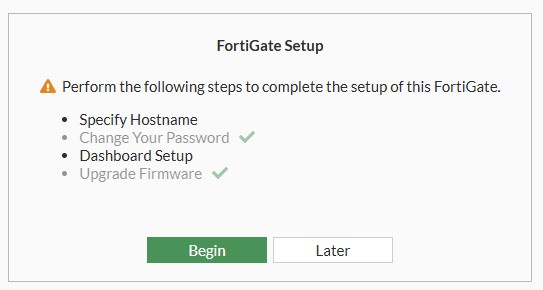 FortiGate Setup
Perform the following steps to complete the setup of this FortiGate.
Specify Hostname
Change Your Password
Dashboard Setup
Upgrade Firmware
Begin
Later